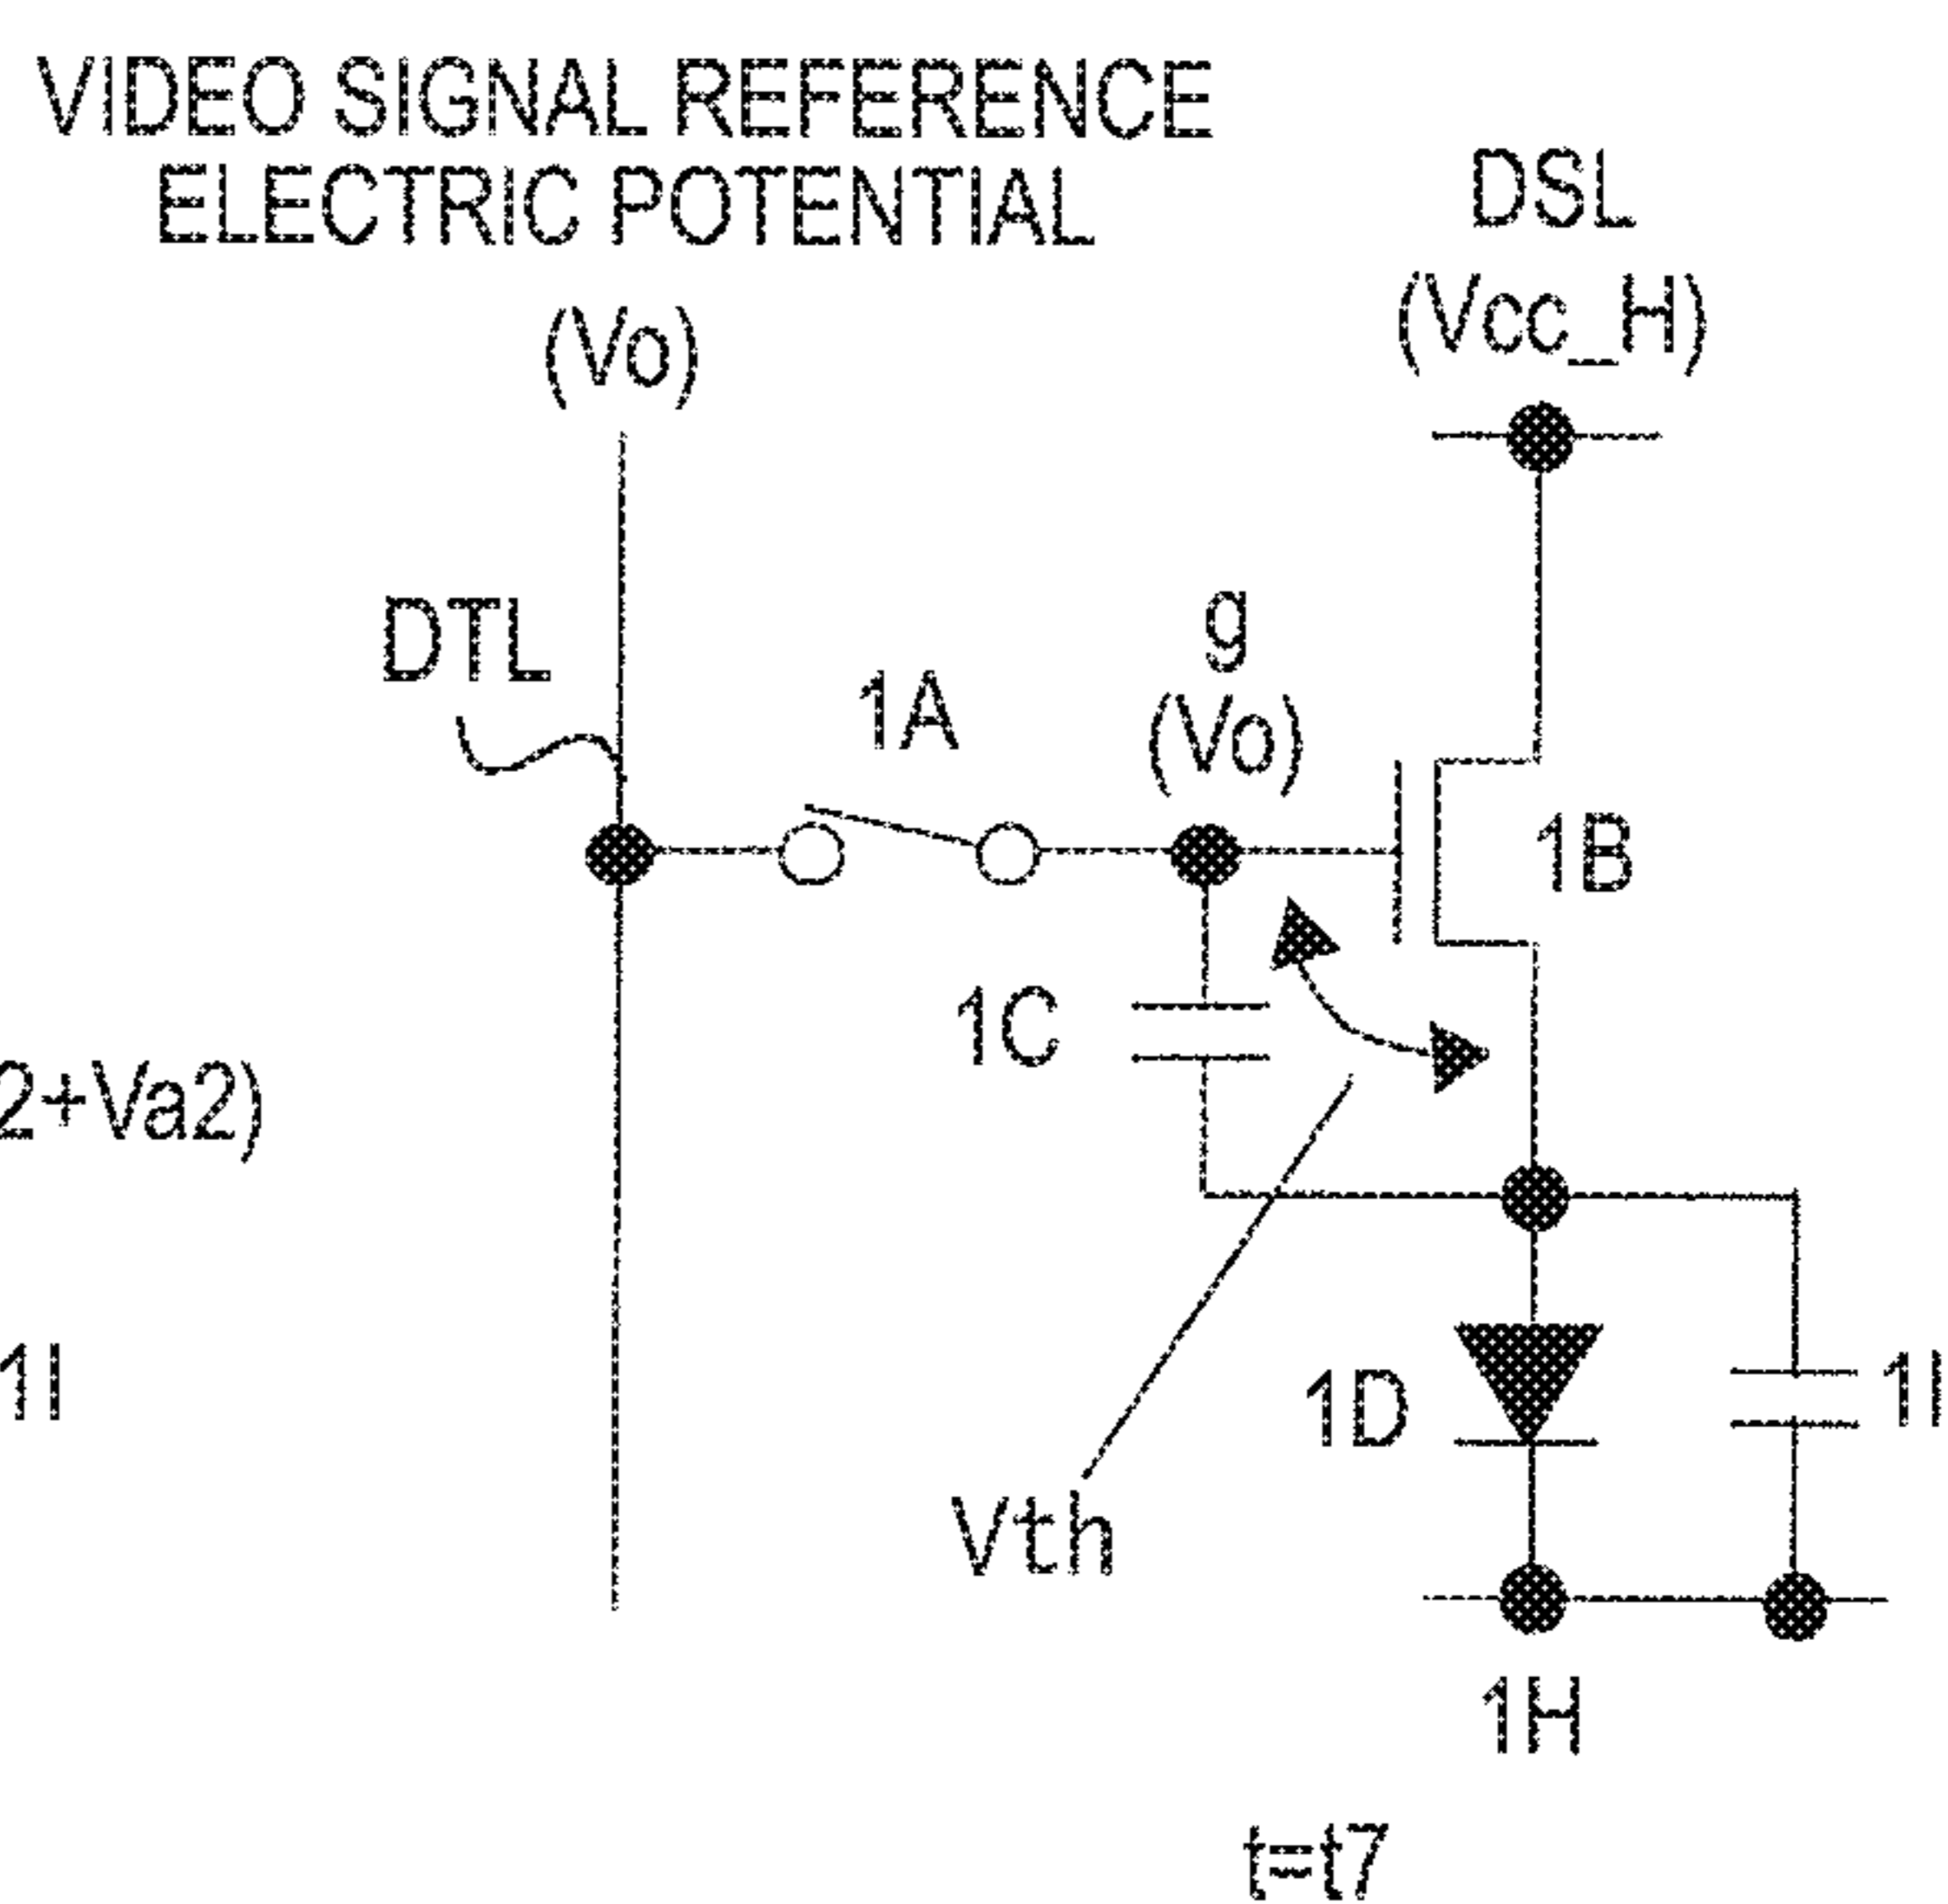 VIDEO SIGNAL REFERENCE
ELECTRIC POTENTIAL
(Vo)
DSL
(Vcc_H)
DTL
1A
g
(Vo)
1B
1C
2+Va2)
1I
1D
1I
Vth
1H
t=t7